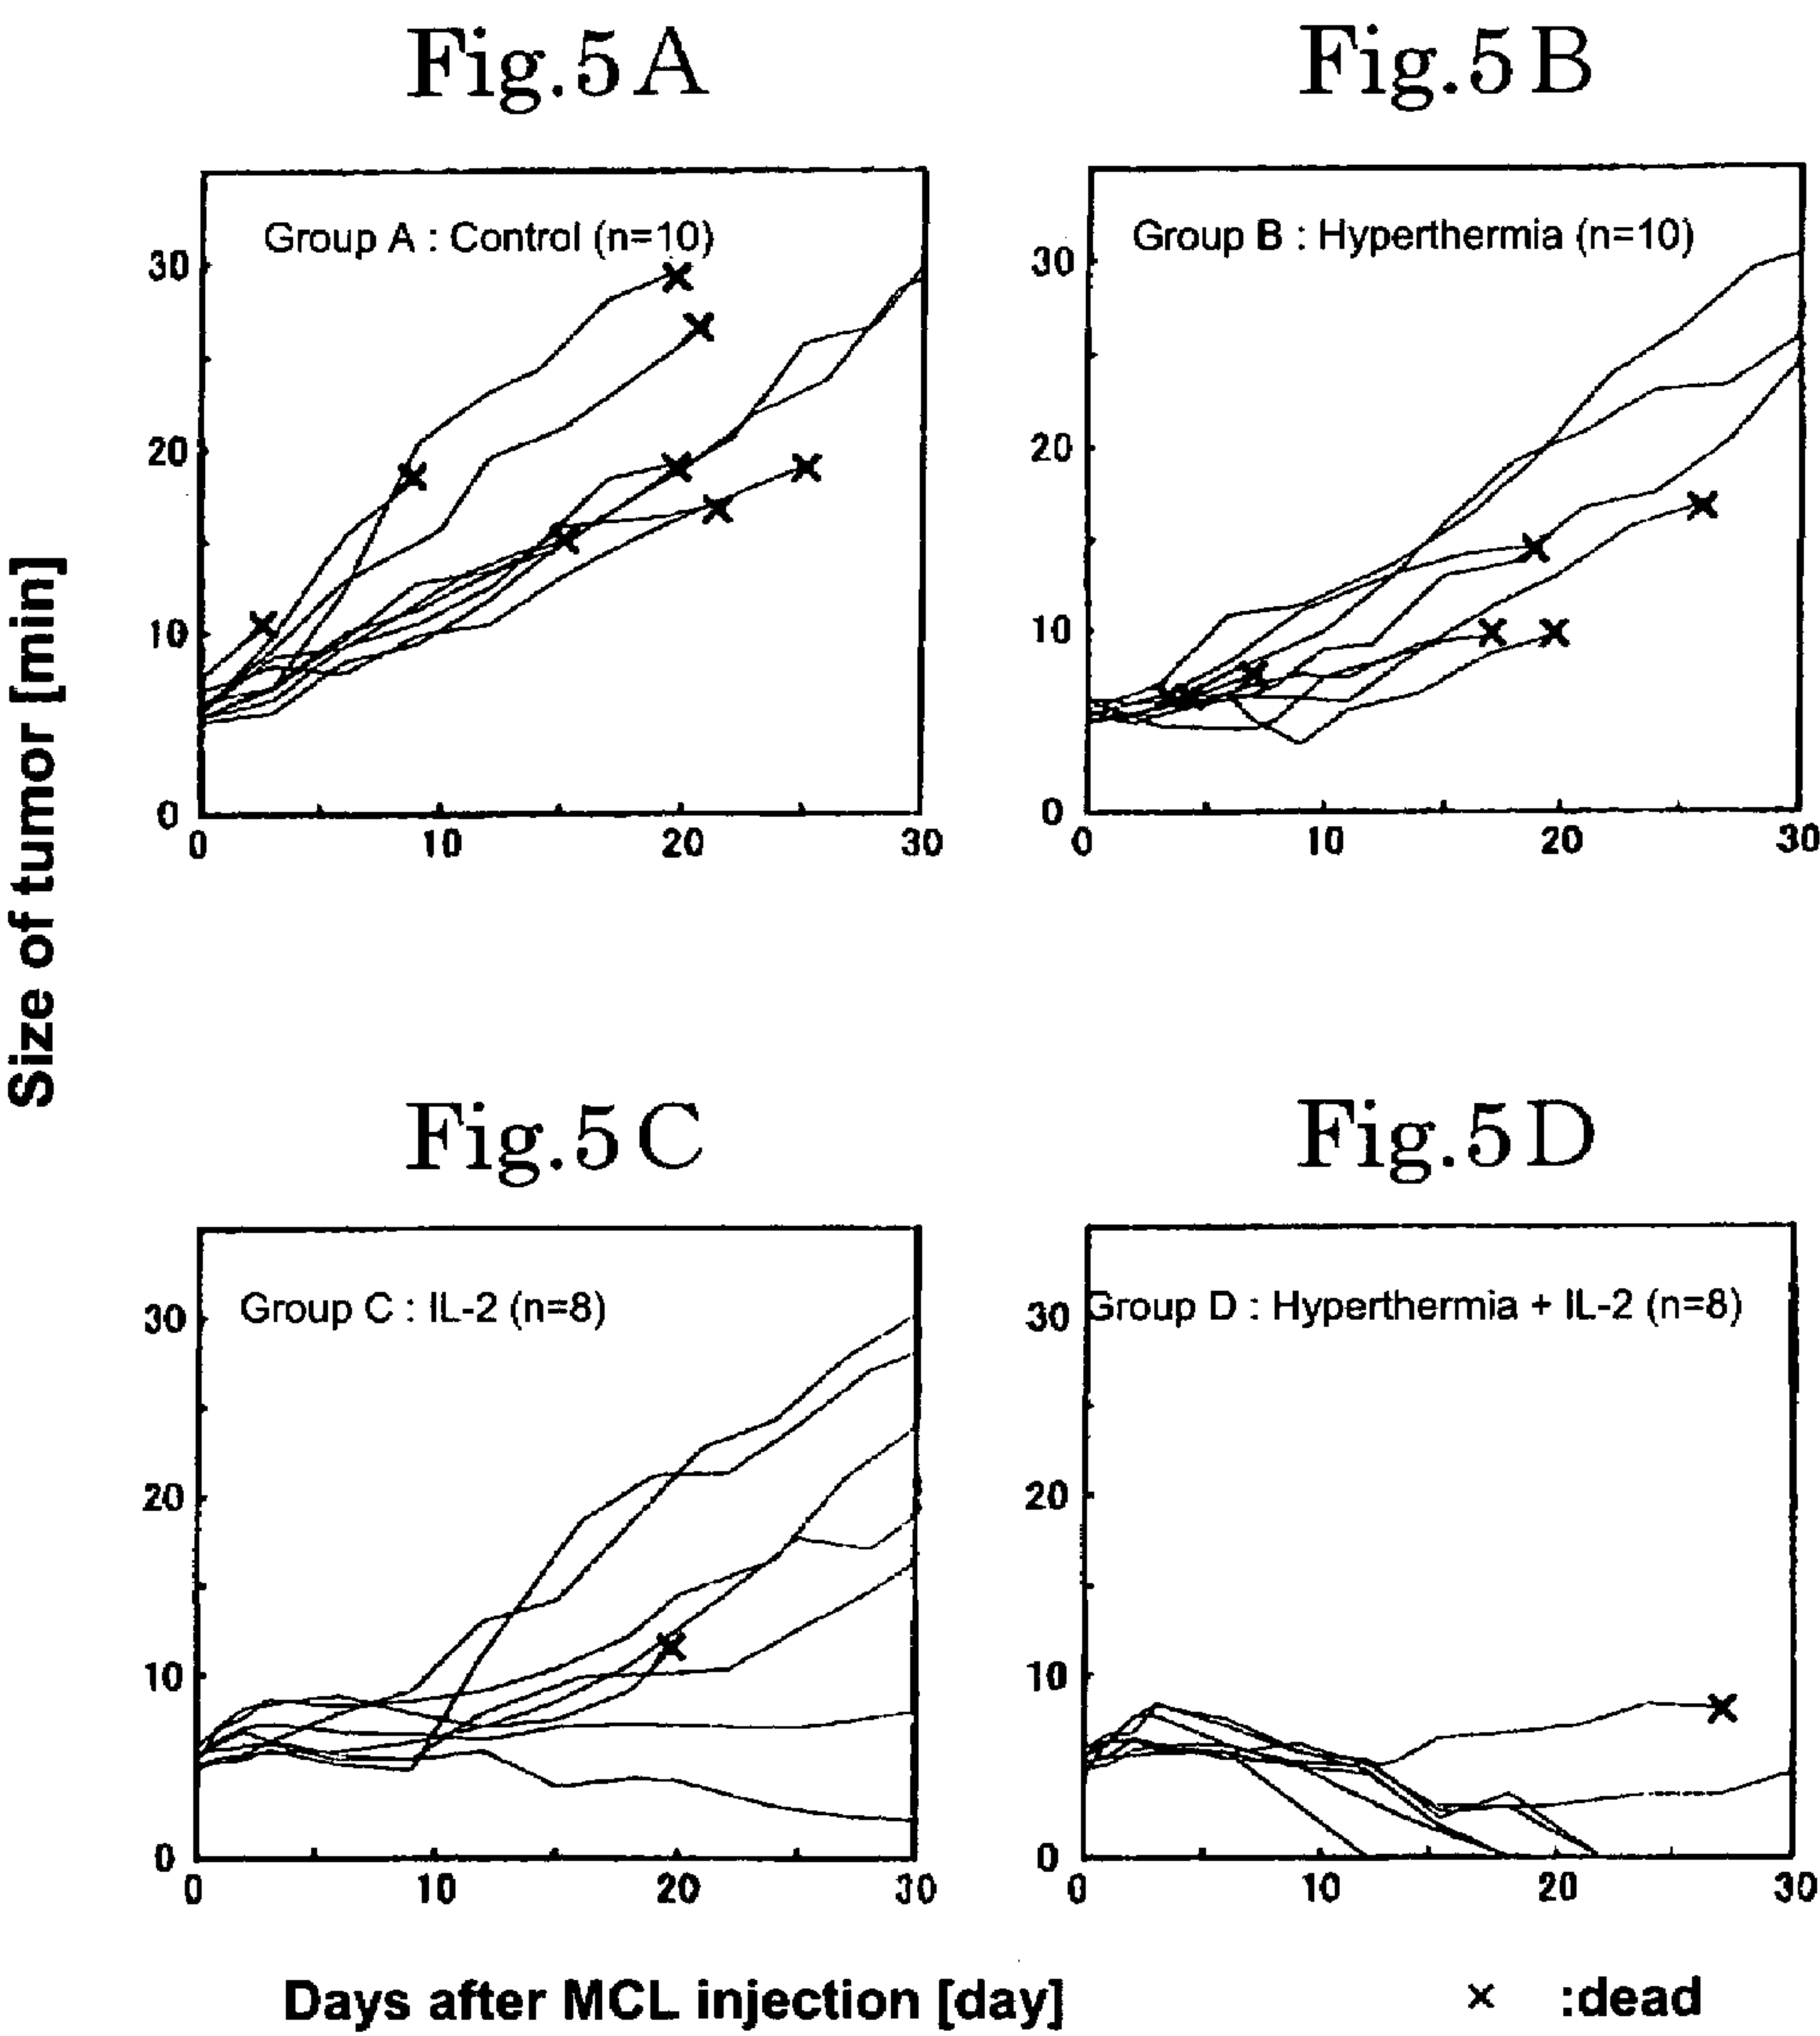 Fig.5A
Group A : Control (n=10)
30
20
10
0
0 10 20 30
Fig.5B
Group B : Hyperthermia (n=10)
30
20
10
0
0 10 20 30
Size of tumor [min]
Fig.5C
Group C : IL-2 (n=8)
30
20
10
0
0 10 20 30
Fig.5D
Group D : Hyperthermia + IL-2 (n=8)
30
20
10
0
0 10 20 30
Days after MCL injection [day]
× :dead